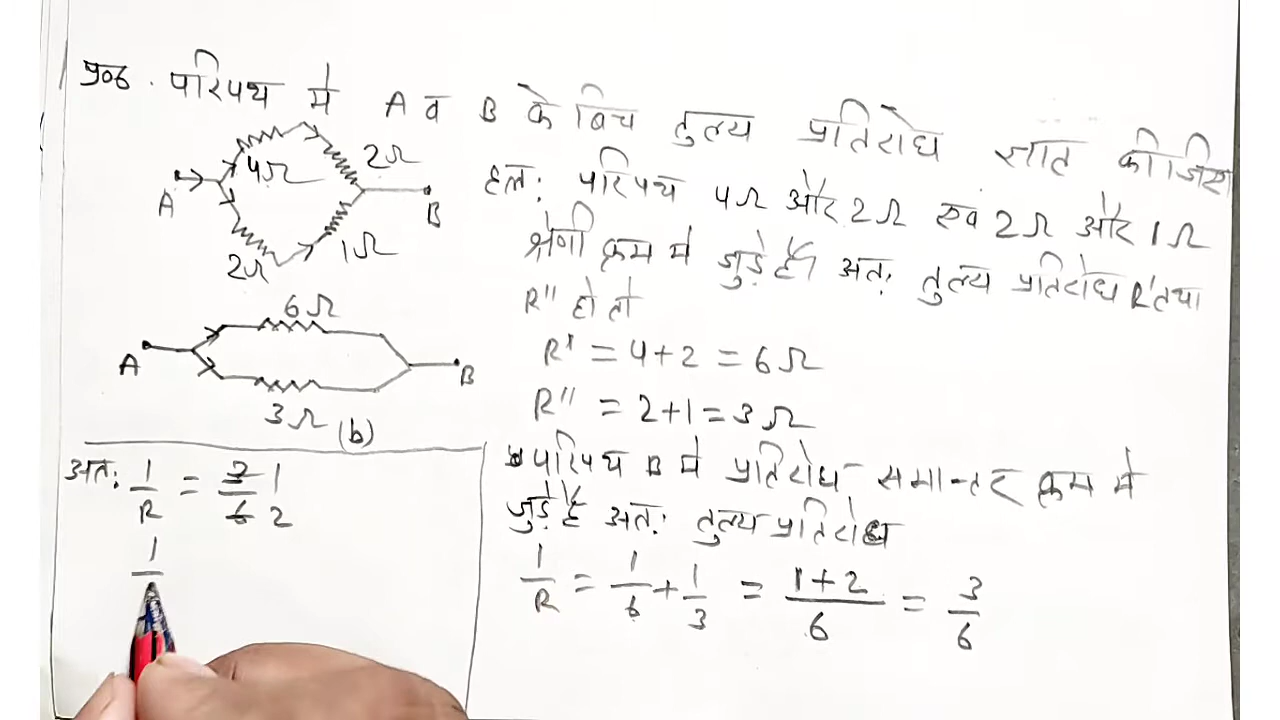 प्र०6. परिपथ में A व B के बिच तुल्य प्रतिरोध ज्ञात कीजिए
4Ω
2Ω
A
B
2Ω
1Ω
हल: परिपथ 4Ω और 2Ω एवं 2Ω और 1Ω
श्रेणी क्रम में जुड़े हैं। अत: तुल्य प्रतिरोध R' तथा
R" हो तो
R' = 4+2 = 6Ω
R" = 2+1 = 3Ω
6Ω
A
B
3Ω
(b)
परिपथ B में प्रतिरोध समान्तर क्रम में
जुड़े हैं अत: तुल्य प्रतिरोध
1/R = 1/6 + 1/3 = 1+2/6 = 3/6
अत: 1/R = 3/6 1/2
1